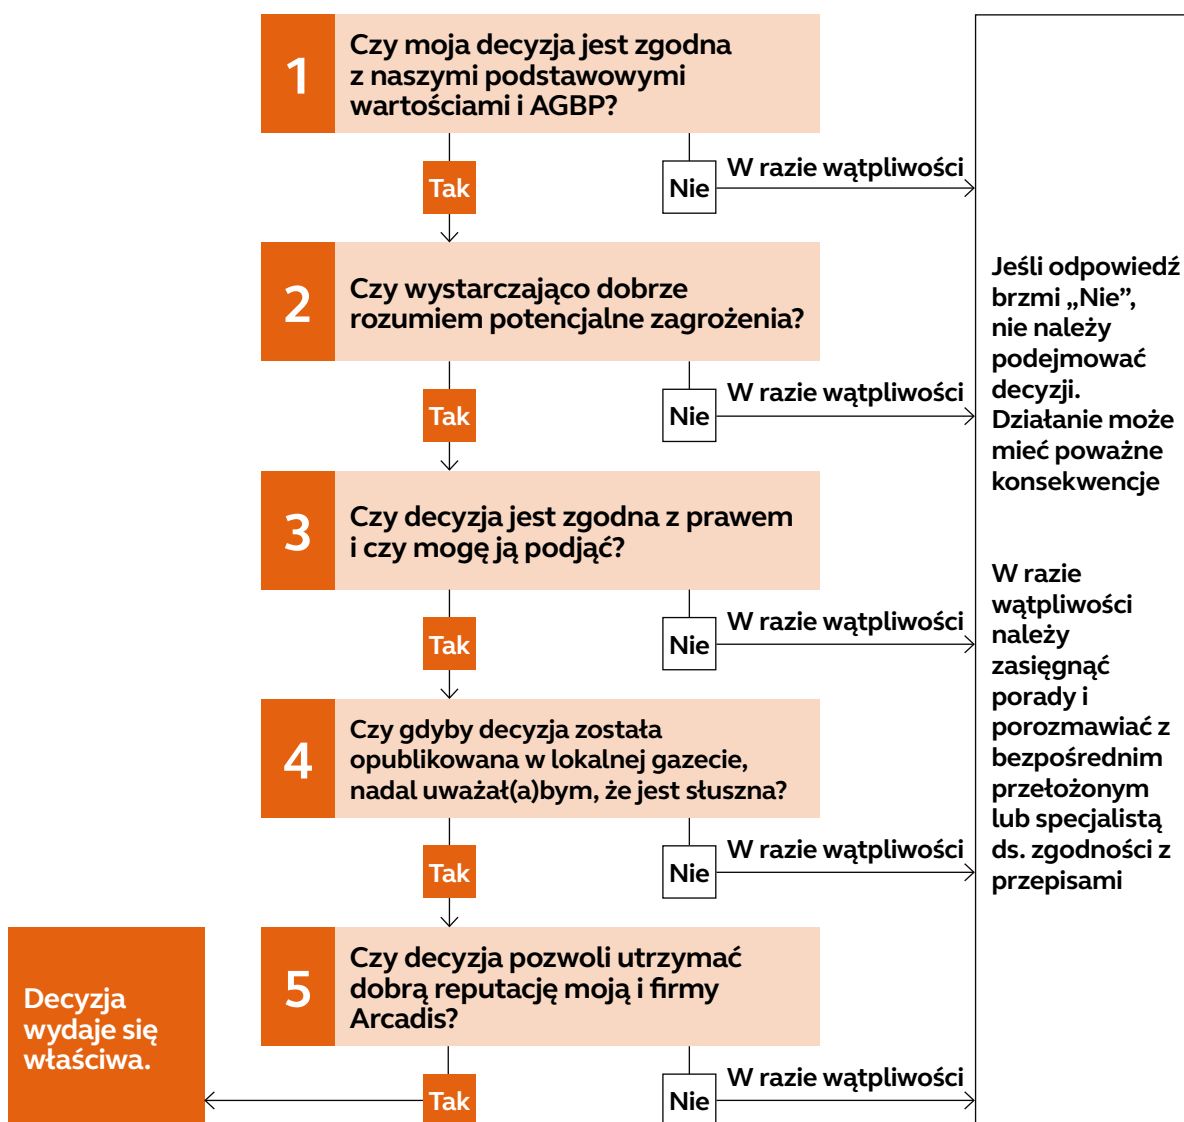 1
Czy moja decyzja jest zgodna
z naszymi podstawowymi
wartościami i AGBP?
Tak
Nie
W razie wątpliwości
2
Czy wystarczająco dobrze
rozumiem potencjalne zagrożenia?
Tak
Nie
W razie wątpliwości
3
Czy decyzja jest zgodna z prawem
i czy mogę ją podjąć?
Tak
Nie
W razie wątpliwości
4
Czy gdyby decyzja została
opublikowana w lokalnej gazecie,
nadal uważał(a)bym, że jest słuszna?
Tak
Nie
W razie wątpliwości
5
Czy decyzja pozwoli utrzymać
dobrą reputację moją i firmy
Arcadis?
Tak
Nie
W razie wątpliwości
Decyzja
wydaje się
właściwa.
Jeśli odpowiedź
brzmi „Nie”,
nie należy
podejmować
decyzji.
Działanie może
mieć poważne
konsekwencje
W razie
wątpliwości
należy
zasięgnąć
porady i
porozmawiać z
bezpośrednim
przełożonym
lub specjalistą
ds. zgodności z
przepisami